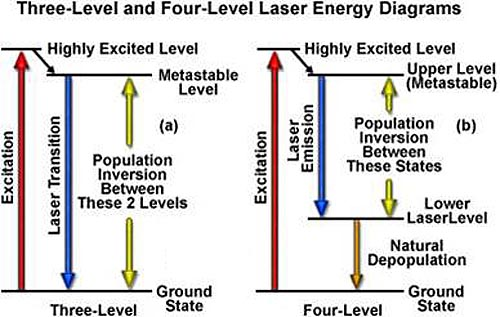 Three-Level and Four-Level Laser Energy Diagrams
Highly Excited Level
Metastable
Level
(a)
Excitation
Laser Transition
Population
Inversion
Between
These 2 Levels
Ground
State
Three-Level
Highly Excited Level
Upper Level
(Metastable)
(b)
Excitation
Laser
Emission
Population
Inversion
Between
These States
Lower
LaserLevel
Natural
Depopulation
Ground
State
Four-Level